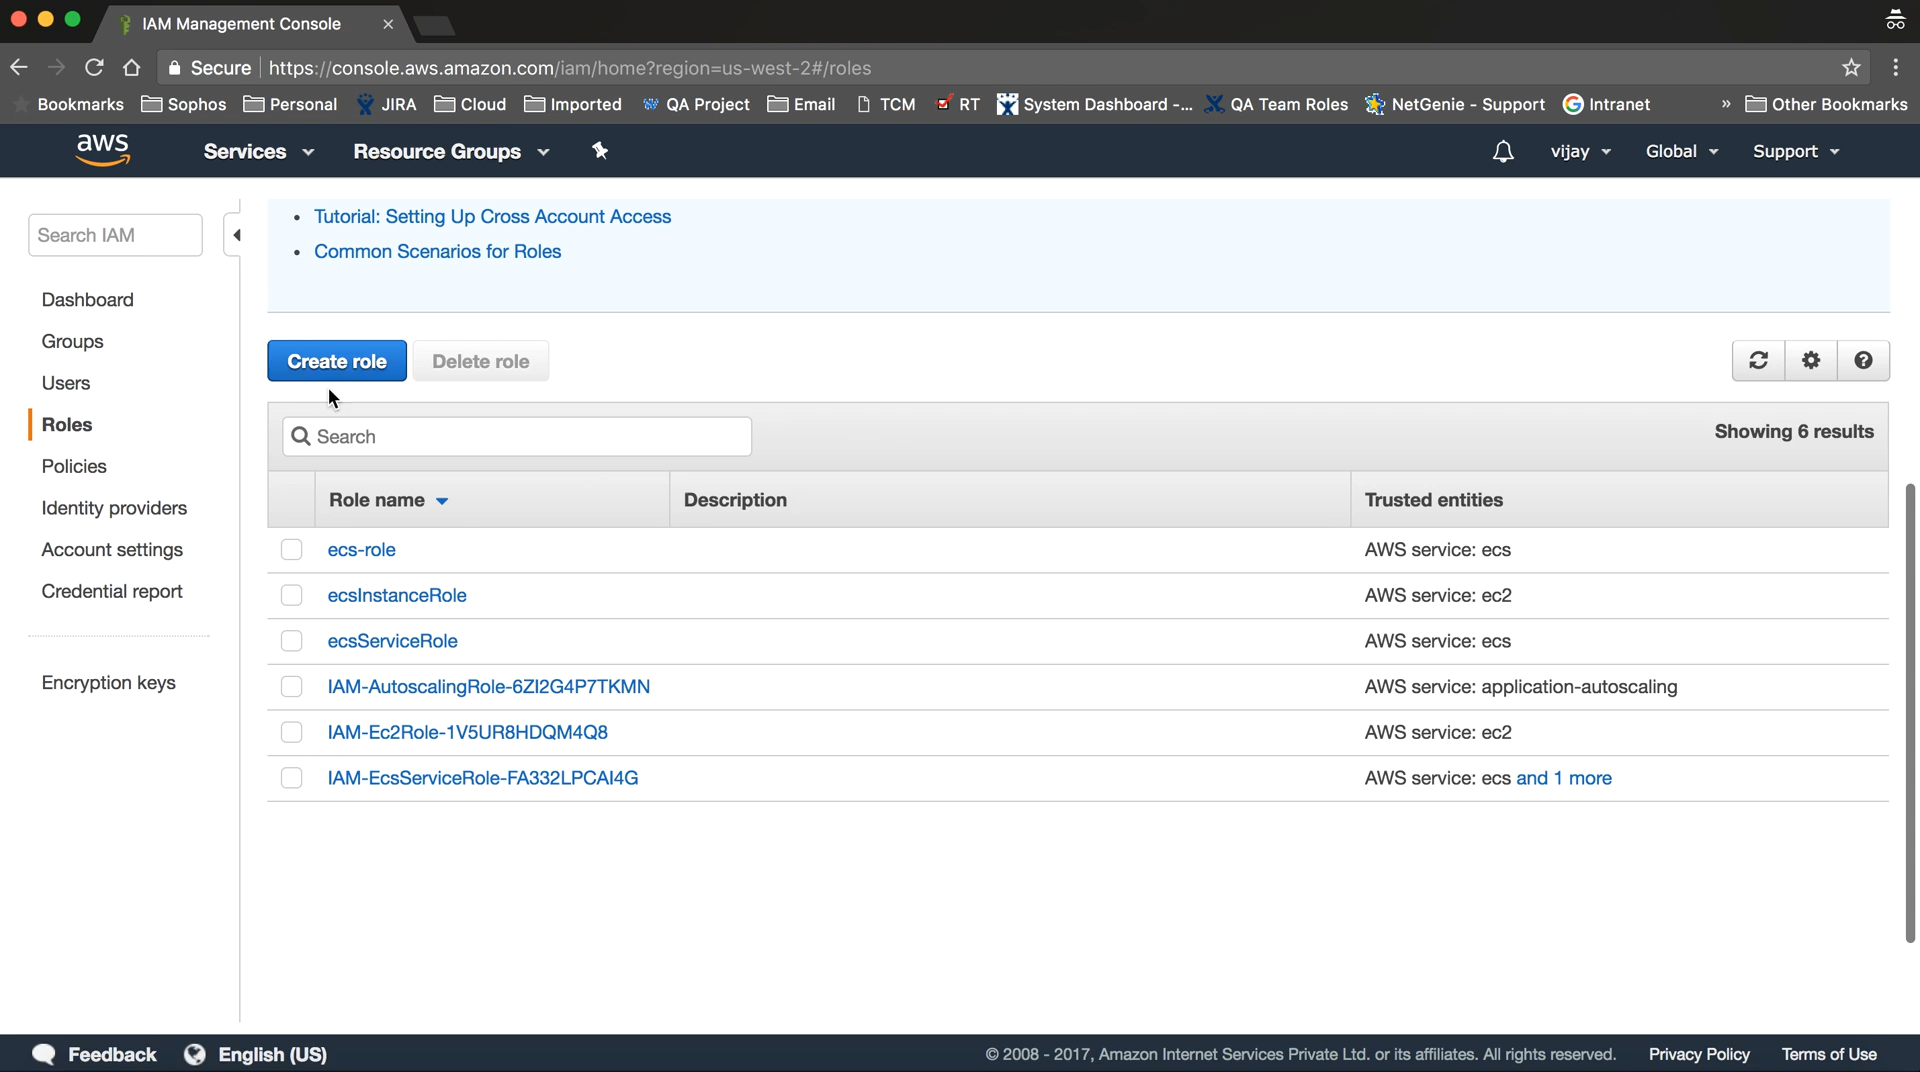 IAM Management Console
Secure https://console.aws.amazon.com/iam/home?region=us-west-2#/roles
Bookmarks Sophos Personal JIRA Cloud Imported QA Project Email TCM RT System Dashboard -... QA Team Roles NetGenie - Support Intranet » Other Bookmarks
aws Services Resource Groups vijay Global Support
Search IAM
Dashboard
Groups
Users
Roles
Policies
Identity providers
Account settings
Credential report
Encryption keys
• Tutorial: Setting Up Cross Account Access
• Common Scenarios for Roles
Create role Delete role
Search Showing 6 results
Role name Description Trusted entities
ecs-role AWS service: ecs
ecsInstanceRole AWS service: ec2
ecsServiceRole AWS service: ecs
IAM-AutoscalingRole-6ZI2G4P7TKMN AWS service: application-autoscaling
IAM-Ec2Role-1V5UR8HDQM4Q8 AWS service: ec2
IAM-EcsServiceRole-FA332LPCAI4G AWS service: ecs and 1 more
Feedback English (US) © 2008 - 2017, Amazon Internet Services Private Ltd. or its affiliates. All rights reserved. Privacy Policy Terms of Use